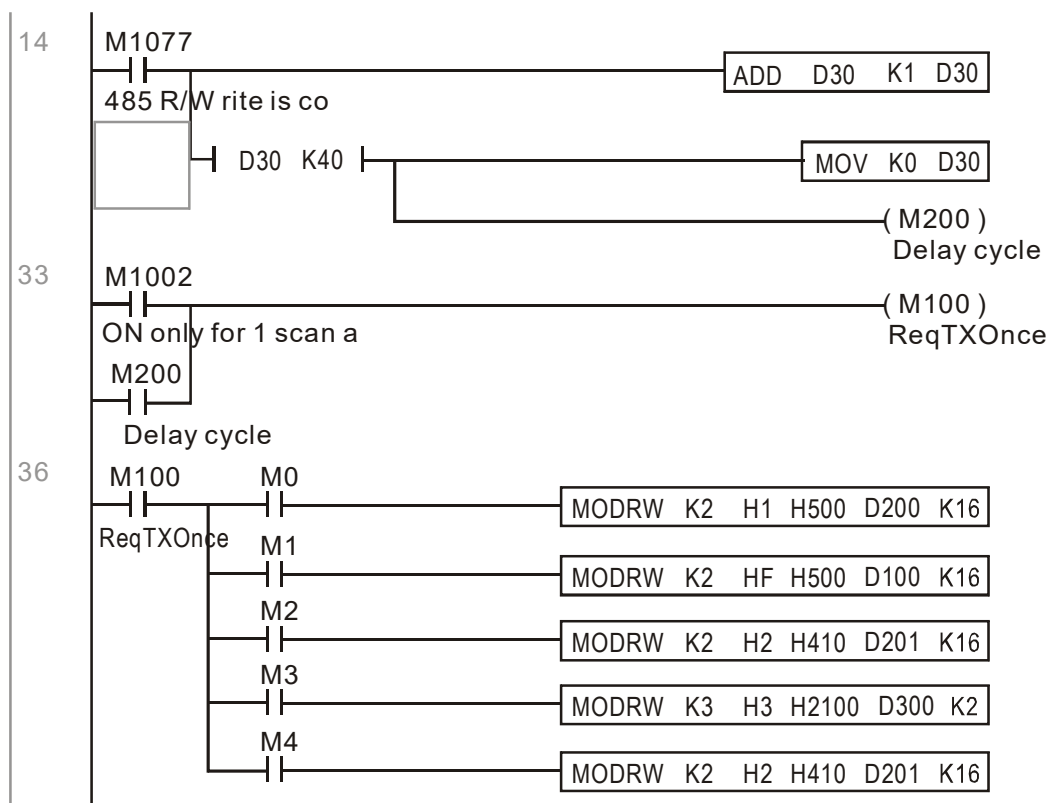 14
M1077
ADD D30 K1 D30
485 R/W rite is co
D30 K40
MOV K0 D30
( M200 )
Delay cycle
33
M1002
( M100 )
ON only for 1 scan a
ReqTXOnce
M200
Delay cycle
36
M100 M0
MODRW K2 H1 H500 D200 K16
ReqTXOnce
M1
MODRW K2 HF H500 D100 K16
M2
MODRW K2 H2 H410 D201 K16
M3
MODRW K3 H3 H2100 D300 K2
M4
MODRW K2 H2 H410 D201 K16